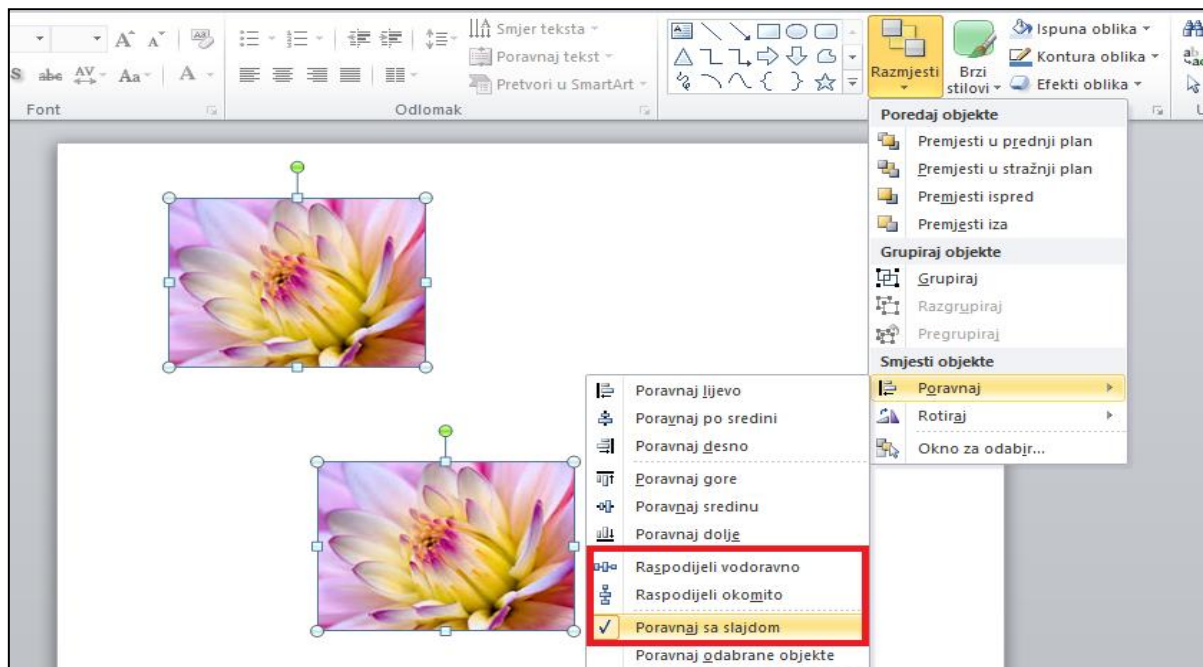 Smjer teksta
Poravnaj tekst
Pretvori u SmartArt
S abc AV Aa A
Font
Odlomak
Razmjesti
Brzi stilovi
Ispuna oblika
Kontura oblika
Efekti oblika
Poredaj objekte
Premjesti u prednji plan
Premjesti u stražnji plan
Premjesti ispred
Premjesti iza
Grupiraj objekte
Grupiraj
Razgrupiraj
Pregrupiraj
Smjesti objekte
Poravnaj
Rotiraj
Okno za odabir...
Poravnaj lijevo
Poravnaj po sredini
Poravnaj desno
Poravnaj gore
Poravnaj sredinu
Poravnaj dolje
Raspodijeli vodoravno
Raspodijeli okomito
Poravnaj sa slajdom
Poravnaj odabrane objekte